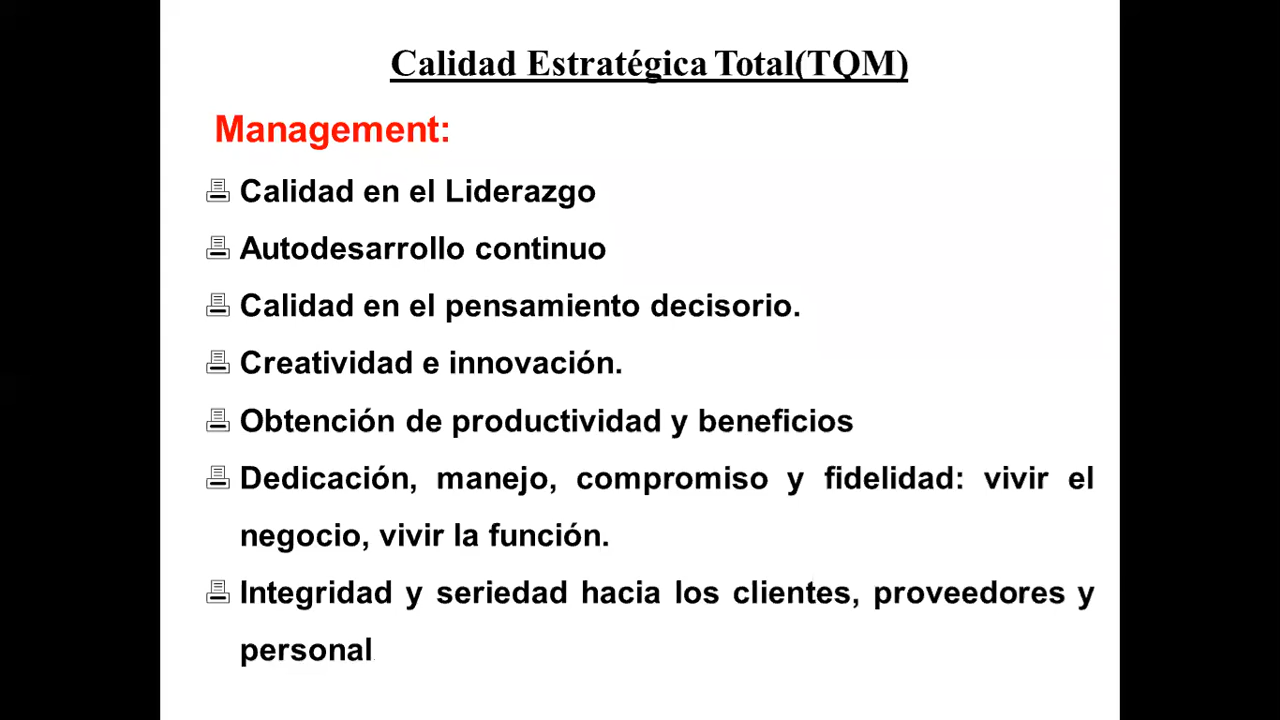 Calidad Estratégica Total(TQM)
Management:
Calidad en el Liderazgo
Autodesarrollo continuo
Calidad en el pensamiento decisorio.
Creatividad e innovación.
Obtención de productividad y beneficios
Dedicación, manejo, compromiso y fidelidad: vivir el
negocio, vivir la función.
Integridad y seriedad hacia los clientes, proveedores y
personal.